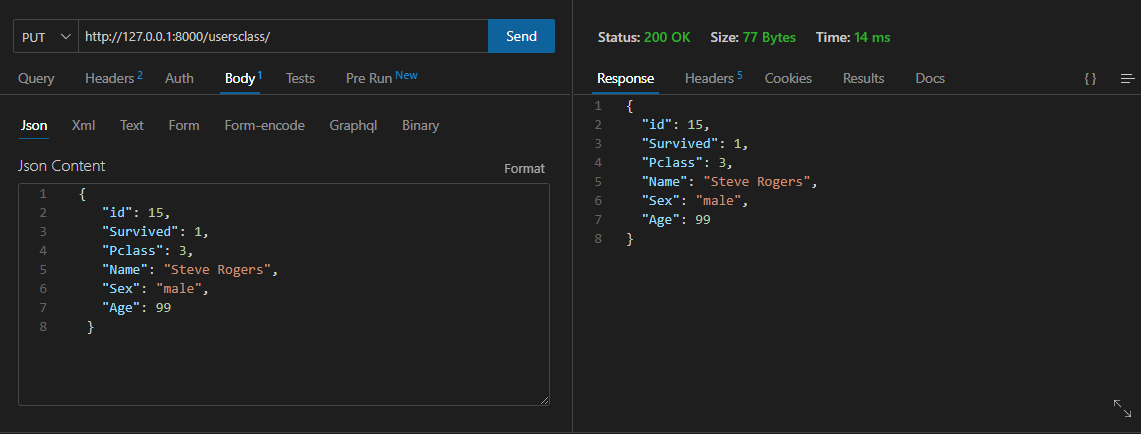 PUT http://127.0.0.1:8000/usersclass/ Send
Query Headers 2 Auth Body 1 Tests Pre Run New
Json Xml Text Form Form-encode Graphql Binary
Json Content Format
1 {
2 "id": 15,
3 "Survived": 1,
4 "Pclass": 3,
5 "Name": "Steve Rogers",
6 "Sex": "male",
7 "Age": 99
8 }
Status: 200 OK Size: 77 Bytes Time: 14 ms
Response Headers 5 Cookies Results Docs { }
1 {
2 "id": 15,
3 "Survived": 1,
4 "Pclass": 3,
5 "Name": "Steve Rogers",
6 "Sex": "male",
7 "Age": 99
8 }